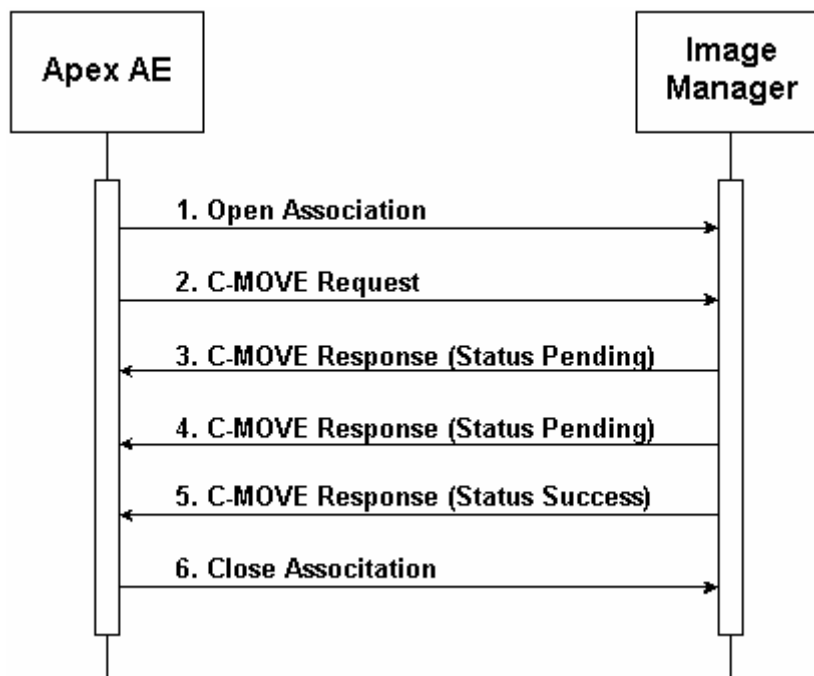 Apex AE
Image
Manager
1. Open Association
2. C-MOVE Request
3. C-MOVE Response (Status Pending)
4. C-MOVE Response (Status Pending)
5. C-MOVE Response (Status Success)
6. Close Associtation